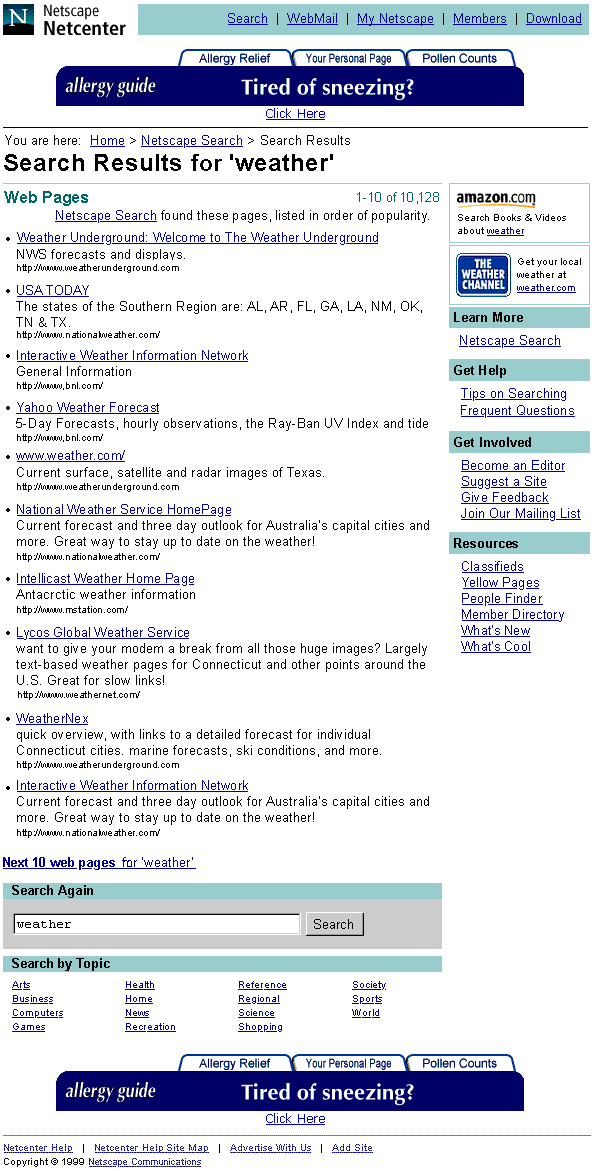 N Netscape Netcenter
Search | WebMail | My Netscape | Members | Download
Allergy Relief Your Personal Page Pollen Counts
allergy guide Tired of sneezing?
Click Here
You are here: Home > Netscape Search > Search Results
Search Results for 'weather'
Web Pages 1-10 of 10,128
Netscape Search found these pages, listed in order of popularity.
• Weather Underground: Welcome to The Weather Underground
NWS forecasts and displays.
http://www.weatherunderground.com
• USA TODAY
The states of the Southern Region are: AL, AR, FL, GA, LA, NM, OK,
TN & TX.
http://www.nationalweather.com/
• Interactive Weather Information Network
General Information
http://www.bnl.com/
• Yahoo Weather Forecast
5-Day Forecasts, hourly observations, the Ray-Ban UV Index and tide
http://www.bnl.com/
• www.weather.com/
Current surface, satellite and radar images of Texas.
http://www.weatherunderground.com
• National Weather Service HomePage
Current forecast and three day outlook for Australia's capital cities and
more. Great way to stay up to date on the weather!
http://www.nationalweather.com/
• Intellicast Weather Home Page
Antacrctic weather information
http://www.mstation.com/
• Lycos Global Weather Service
want to give your modem a break from all those huge images? Largely
text-based weather pages for Connecticut and other points around the
U.S. Great for slow links!
http://www.weathernet.com/
• WeatherNex
quick overview, with links to a detailed forecast for individual
Connecticut cities. marine forecasts, ski conditions, and more.
http://www.weatherunderground.com
• Interactive Weather Information Network
Current forecast and three day outlook for Australia's capital cities and
more. Great way to stay up to date on the weather!
http://www.nationalweather.com/
Next 10 web pages for 'weather'
amazon.com
Search Books & Videos
about weather
THE WEATHER CHANNEL
Get your local
weather at
weather.com
Learn More
Netscape Search
Get Help
Tips on Searching
Frequent Questions
Get Involved
Become an Editor
Suggest a Site
Give Feedback
Join Our Mailing List
Resources
Classifieds
Yellow Pages
People Finder
Member Directory
What's New
What's Cool
Search Again
weather Search
Search by Topic
Arts Health Reference Society
Business Home Regional Sports
Computers News Science World
Games Recreation Shopping
Allergy Relief Your Personal Page Pollen Counts
allergy guide Tired of sneezing?
Click Here
Netcenter Help | Netcenter Help Site Map | Advertise With Us | Add Site
Copyright © 1999 Netscape Communications